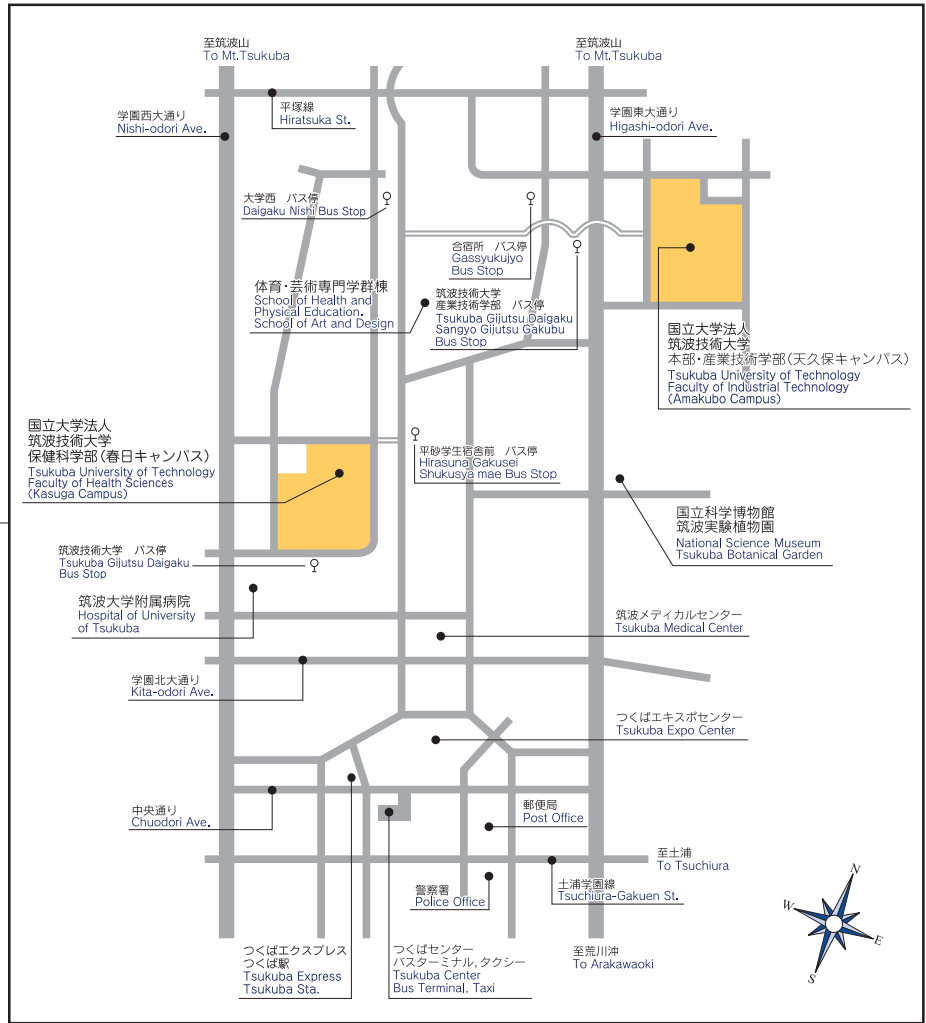 至筑波山
To Mt.Tsukuba
至筑波山
To Mt.Tsukuba
学園西大通り
Nishi-odori Ave.
平塚線
Hiratsuka St.
学園東大通り
Higashi-odori Ave.
大学西 バス停
Daigaku Nishi Bus Stop
合宿所 バス停
Gassyukujyo
Bus Stop
体育・芸術専門学群棟
School of Health and
Physical Education.
School of Art and Design
筑波技術大学
産業技術学部 バス停
Tsukuba Gijutsu Daigaku
Sangyo Gijutsu Gakubu
Bus Stop
国立大学法人
筑波技術大学
本部・産業技術学部(天久保キャンパス)
Tsukuba University of Technology
Faculty of Industrial Technology
(Amakubo Campus)
国立大学法人
筑波技術大学
保健科学部(春日キャンパス)
Tsukuba University of Technology
Faculty of Health Sciences
(Kasuga Campus)
平砂学生宿舎前 バス停
Hirasuna Gakusei
Shukusya mae Bus Stop
国立科学博物館
筑波実験植物園
National Science Museum
Tsukuba Botanical Garden
筑波技術大学 バス停
Tsukuba Gijutsu Daigaku
Bus Stop
筑波大学附属病院
Hospital of University
of Tsukuba
筑波メディカルセンター
Tsukuba Medical Center
学園北大通り
Kita-odori Ave.
つくばエキスポセンター
Tsukuba Expo Center
中央通り
Chuodori Ave.
郵便局
Post Office
至土浦
To Tsuchiura
警察署
Police Office
土浦学園線
Tsuchiura-Gakuen St.
つくばエクスプレス
つくば駅
Tsukuba Express
Tsukuba Sta.
つくばセンター
バスターミナル,タクシー
Tsukuba Center
Bus Terminal, Taxi
至荒川沖
To Arakawaoki
N
W
E
S